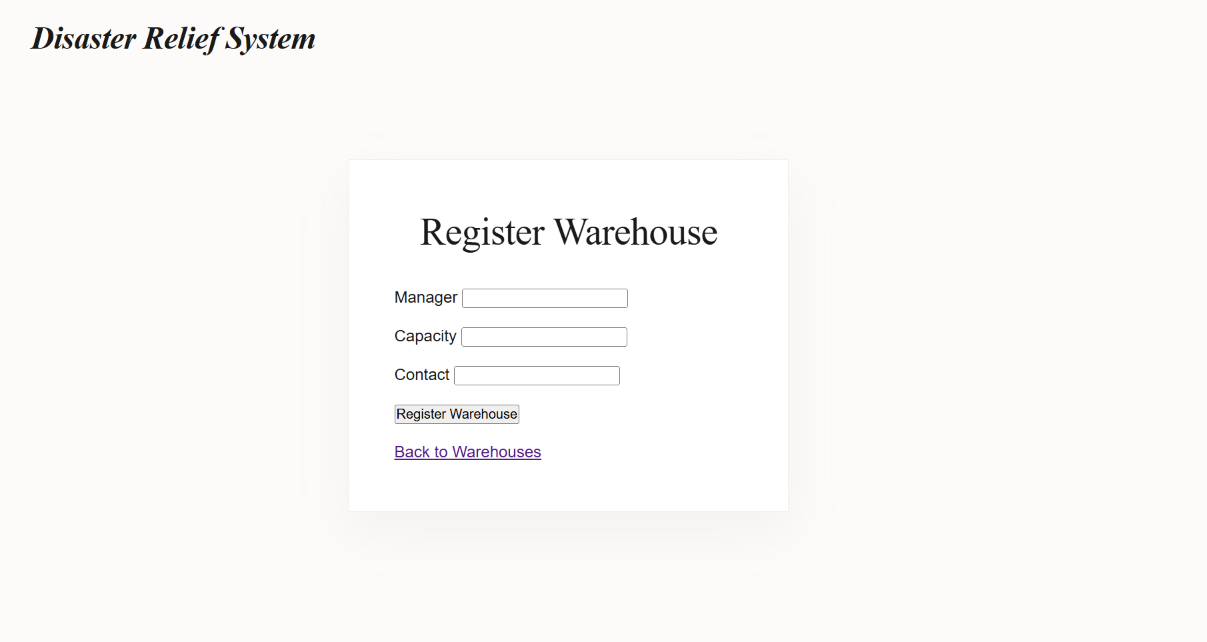 Disaster Relief System
Register Warehouse
Manager
Capacity
Contact
Register Warehouse
Back to Warehouses